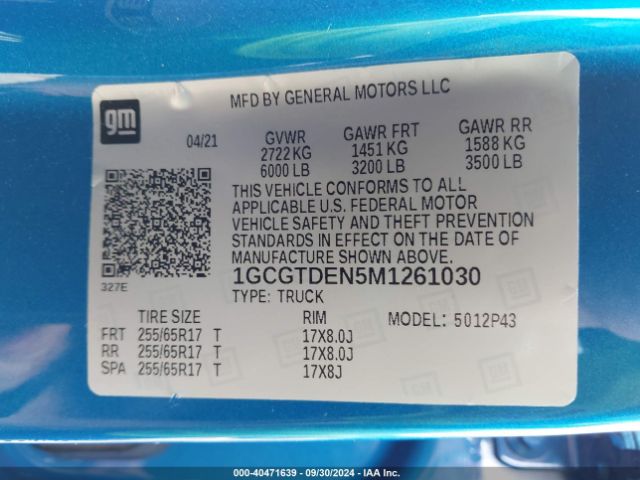 gm
MFD BY GENERAL MOTORS LLC
04/21 GVWR GAWR FRT GAWR RR
2722 KG 1451 KG 1588 KG
6000 LB 3200 LB 3500 LB
THIS VEHICLE CONFORMS TO ALL
APPLICABLE U.S. FEDERAL MOTOR
VEHICLE SAFETY AND THEFT PREVENTION
STANDARDS IN EFFECT ON THE DATE OF
MANUFACTURE SHOWN ABOVE.
1GCGTDEN5M1261030
327E
TYPE: TRUCK
TIRE SIZE RIM MODEL: 5012P43
FRT 255/65R17 T 17X8.0J
RR 255/65R17 T 17X8.0J
SPA 255/65R17 T 17X8J
000-40471639 - 09/30/2024 - IAA Inc.